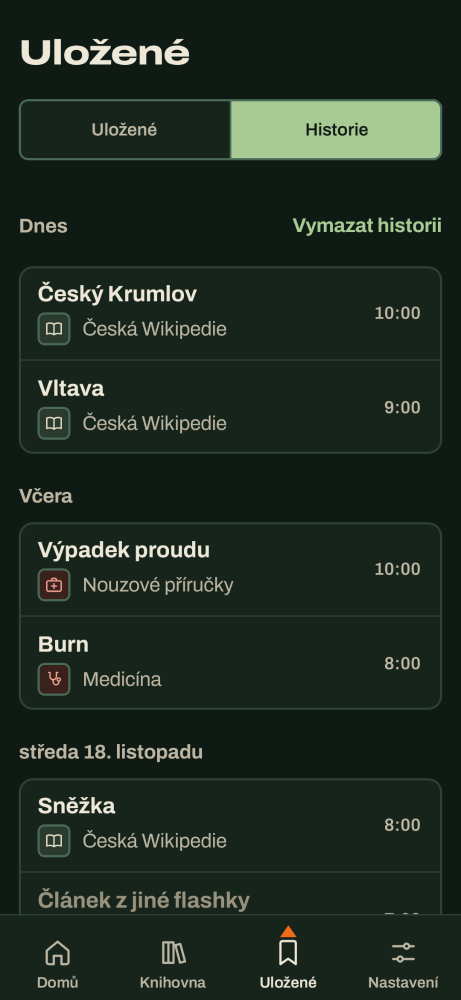 Uložené
Uložené
Historie
Dnes
Vymazat historii
Český Krumlov
Česká Wikipedie
10:00
Vltava
Česká Wikipedie
9:00
Včera
Výpadek proudu
Nouzové příručky
10:00
Burn
Medicína
8:00
středa 18. listopadu
Sněžka
Česká Wikipedie
8:00
Článek z jiné flashky
Domů
Knihovna
Uložené
Nastavení